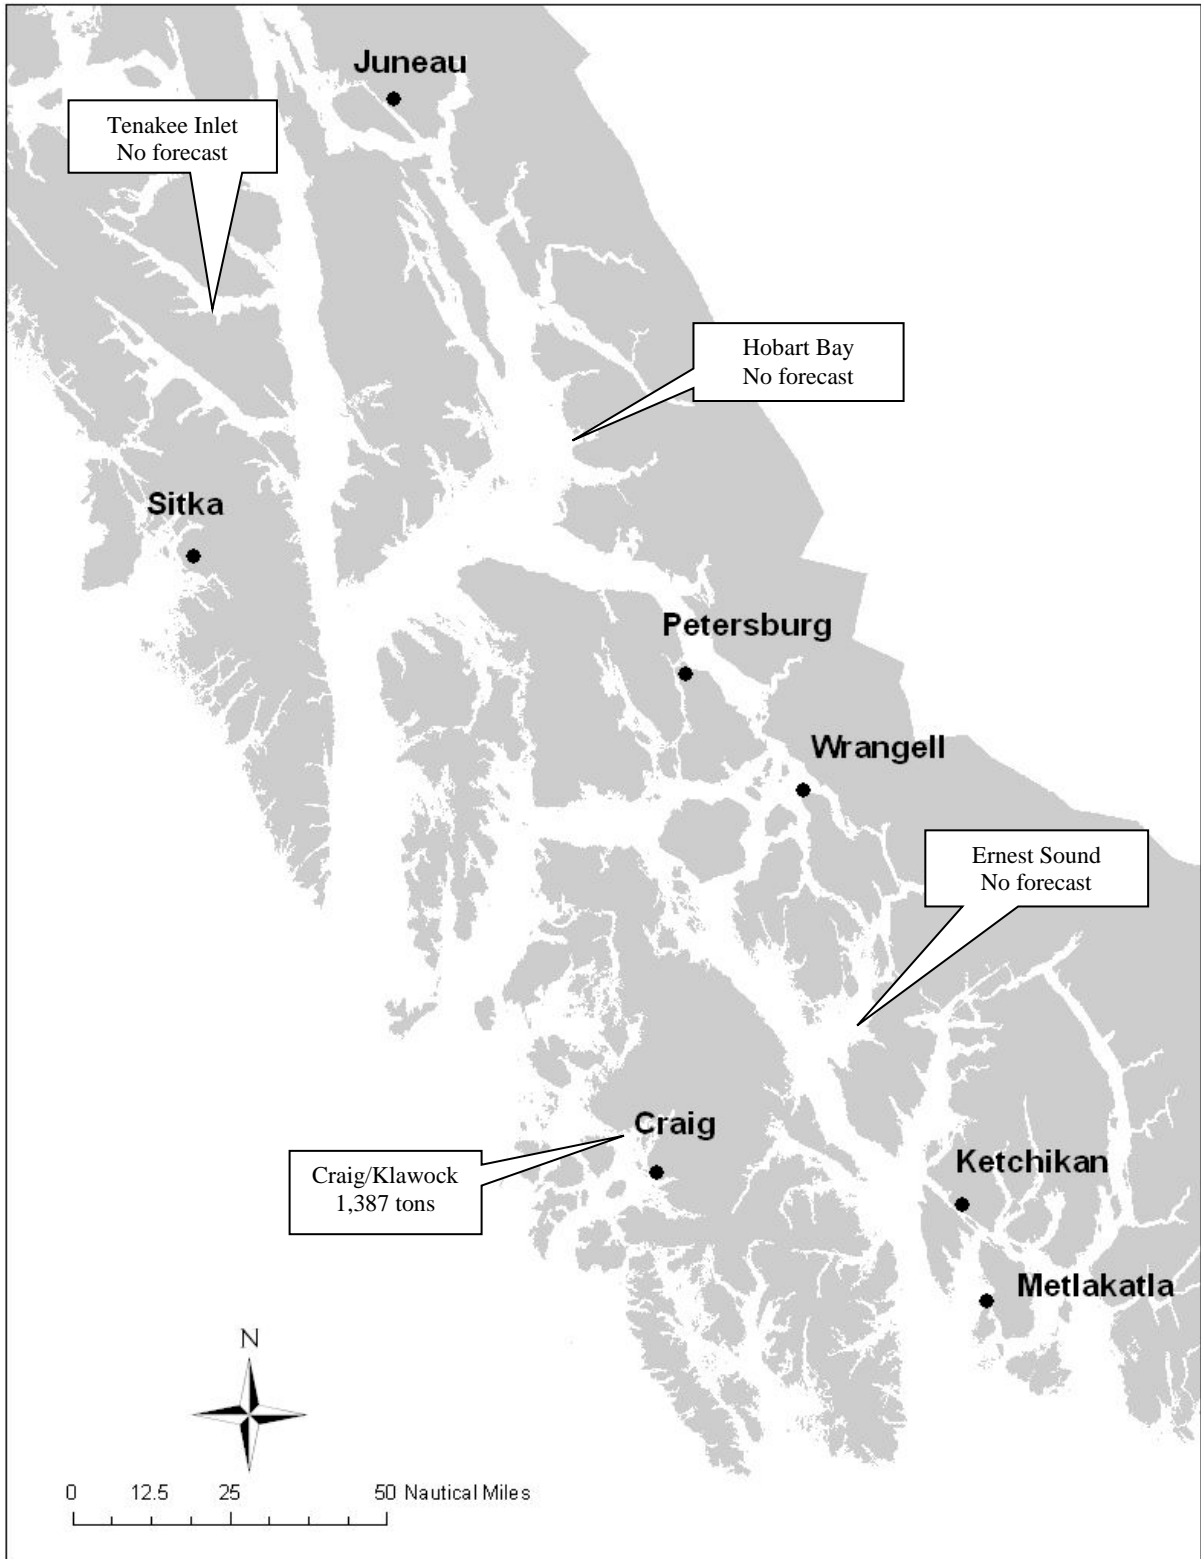 Juneau
Tenakee Inlet
No forecast
Hobart Bay
No forecast
Sitka
Petersburg
Wrangell
Ernest Sound
No forecast
Craig
Craig/Klawock
1,387 tons
Ketchikan
Metlakatla
N
0 12.5 25 50 Nautical Miles